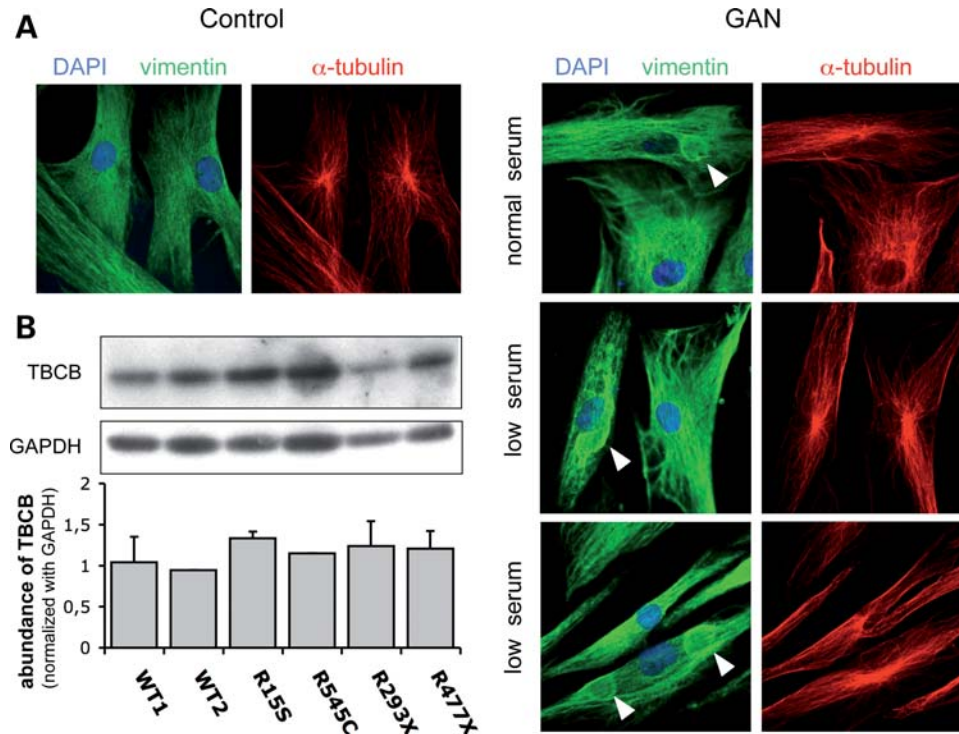 A
Control
DAPI vimentin α-tubulin
GAN
DAPI vimentin α-tubulin
normal serum
low serum
low serum
B
TBCB
GAPDH
abundance of TBCB
(normalized with GAPDH)
2
1,5
1
0,5
0
WT1 WT2 R15S R545C R293X R477X